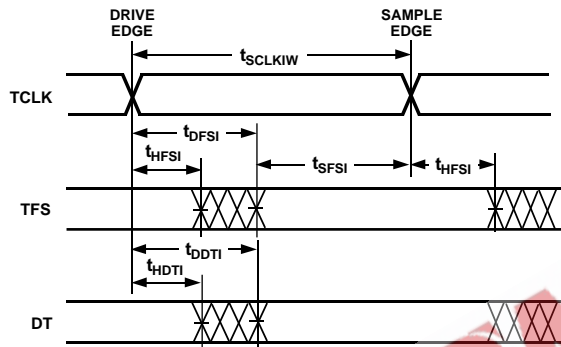 DRIVE
EDGE
SAMPLE
EDGE
tSCLKIW
TCLK
tDFSI
tHFSI
tSFSI
tHFSI
TFS
tDDTI
tHDTI
DT